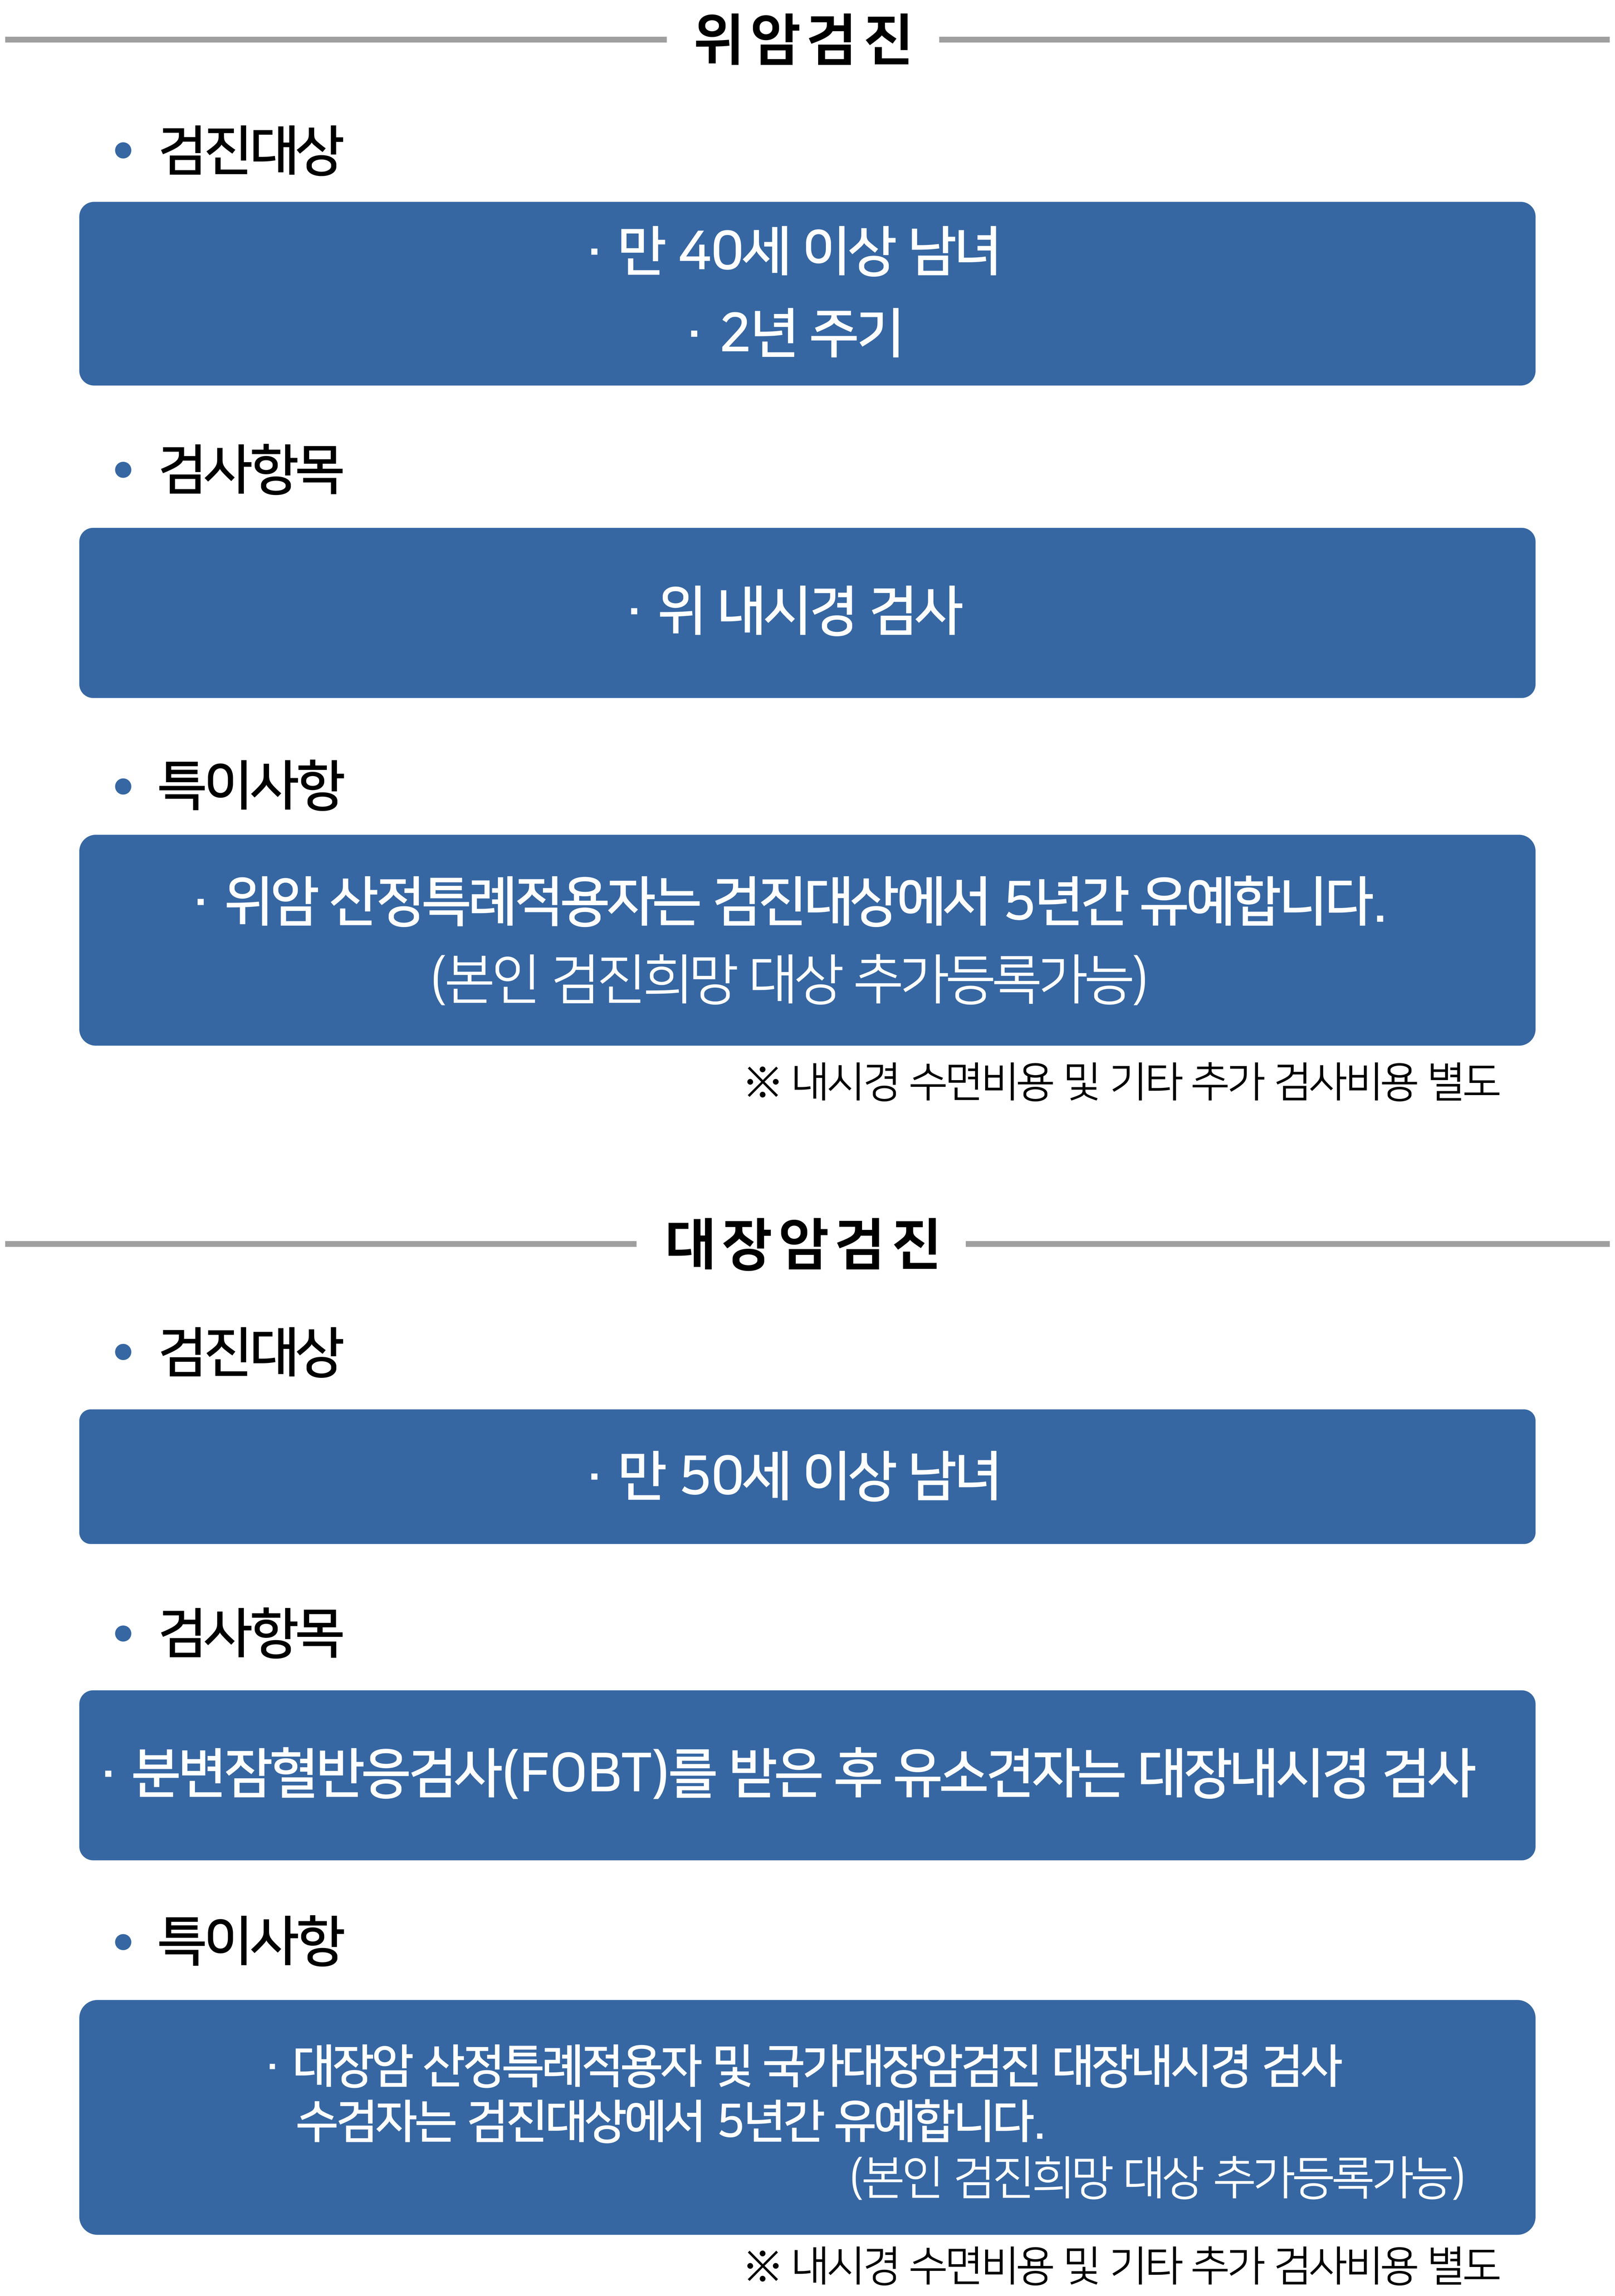 위암검진
• 검진대상
· 만 40세 이상 남녀
· 2년 주기
• 검사항목
· 위 내시경 검사
• 특이사항
· 위암 산정특례적용자는 검진대상에서 5년간 유예합니다.
(본인 검진희망 대상 추가등록가능)
※ 내시경 수면비용 및 기타 추가 검사비용 별도
대장암검진
• 검진대상
· 만 50세 이상 남녀
• 검사항목
· 분변잠혈반응검사(FOBT)를 받은 후 유소견자는 대장내시경 검사
• 특이사항
· 대장암 산정특례적용자 및 국가대장암검진 대장내시경 검사
수검자는 검진대상에서 5년간 유예합니다.
(본인 검진희망 대상 추가등록가능)
※ 내시경 수면비용 및 기타 추가 검사비용 별도